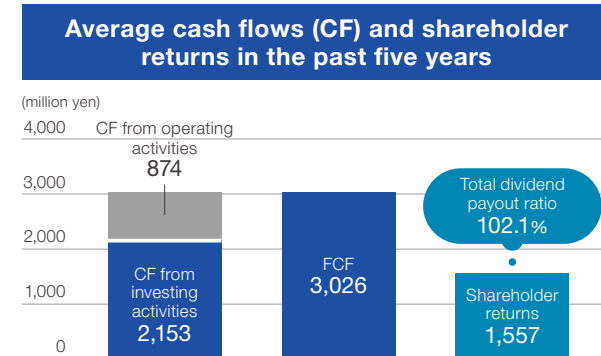 Average cash flows (CF) and shareholder
returns in the past five years
(million yen)
4,000
3,000
2,000
1,000
0
CF from operating
activities
874
CF from
investing
activities
2,153
FCF
3,026
Total dividend
payout ratio
102.1%
Shareholder
returns
1,557